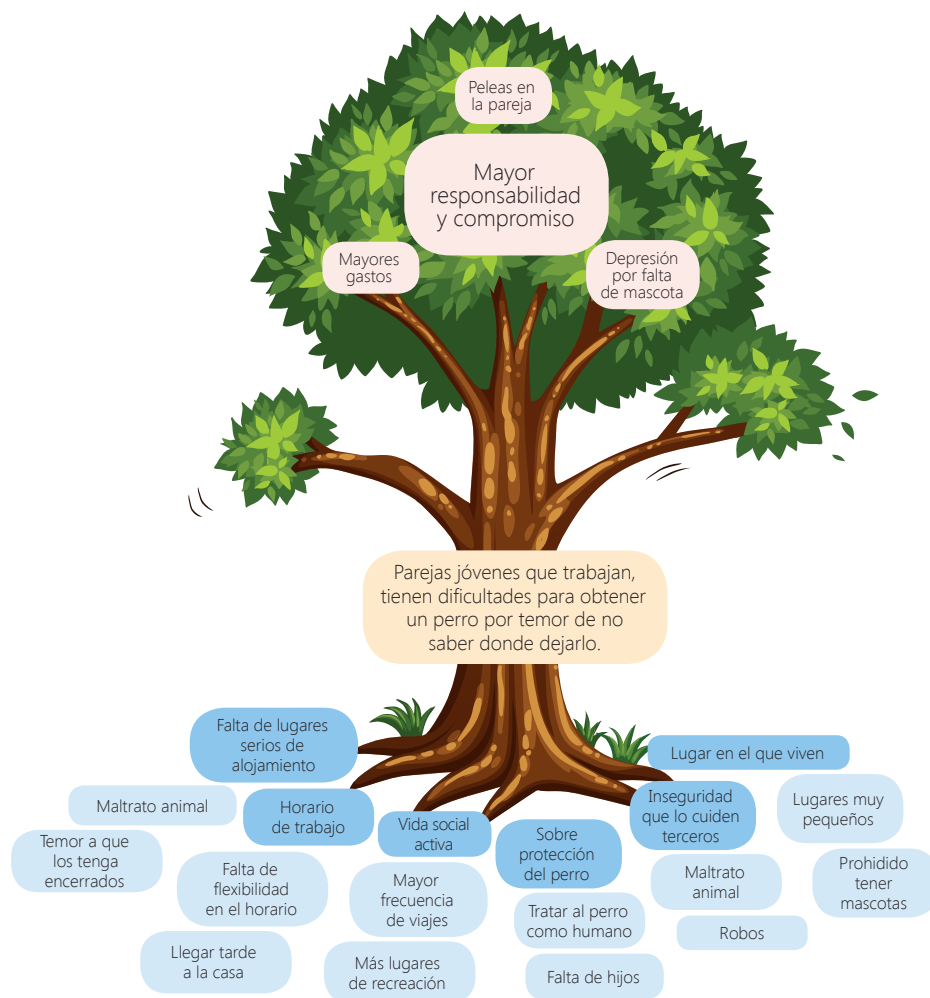 Peleas en
la pareja
Mayor
responsabilidad
y compromiso
Mayores
gastos
Depresión
por falta
de mascota
Parejas jóvenes que trabajan,
tienen dificultades para obtener
un perro por temor de no
saber donde dejarlo.
Falta de lugares
serios de
alojamiento
Lugar en el que viven
Maltrato animal
Horario
de trabajo
Vida social
activa
Sobre
protección
del perro
Inseguridad
que lo cuiden
terceros
Lugares muy
pequeños
Temor a que
los tenga
encerrados
Falta de
flexibilidad
en el horario
Mayor
frecuencia
de viajes
Tratar al perro
como humano
Maltrato
animal
Prohidido
tener
mascotas
Robos
Llegar tarde
a la casa
Más lugares
de recreación
Falta de hijos